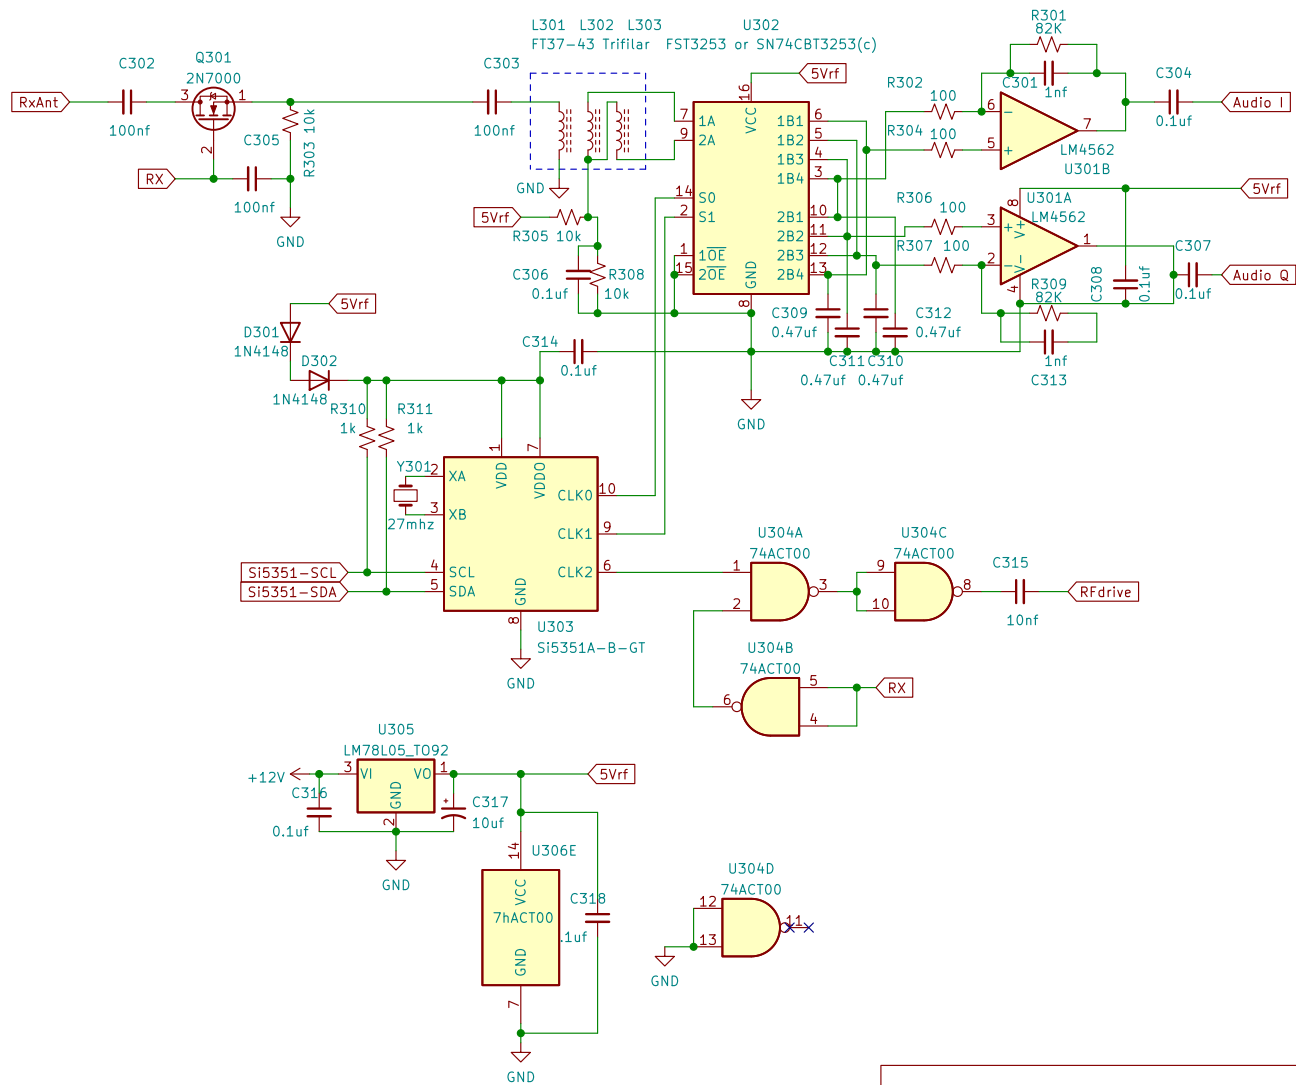 L301 L302 L303
FT37-43 Trifilar
U302
FST3253 or SN74CBT3253(c)
R301
82K
C301
1nf
C302
100nf
Q301
2N7000
3
1
2
RxAnt
C303
100nf
5Vrf
16
VCC
R302
100
C304
0.1uf
Audio I
R303 10k
C305
100nf
RX
GND
GND
7
1A
9
2A
14
S0
2
S1
1
1OE
15
2OE
1B1
6
1B2
5
1B3
4
1B4
3
2B1
10
2B2
11
2B3
12
2B4
13
GND
8
R304
100
6
5
-
+
7
LM4562
U301B
5Vrf
R305 10k
C306
0.1uf
R308
10k
R306
100
R307
100
U301A
LM4562
8
V+
V-
4
3
+
2
-
1
5Vrf
C307
0.1uf
Audio Q
C308
0.1uf
R309
82K
1nf
C313
C309
0.47uf
C312
0.47uf
C311
0.47uf
C310
0.47uf
GND
5Vrf
D301
1N4148
D302
1N4148
C314
0.1uf
R310
1k
R311
1k
Y301
27mhz
2
XA
3
XB
1
VDD
7
VDDO
CLK0
10
CLK1
9
CLK2
6
4
SCL
5
SDA
GND
8
Si5351-SCL
Si5351-SDA
U303
Si5351A-B-GT
GND
U304A
74ACT00
1
2
3
U304C
74ACT00
9
10
8
C315
10nf
RFdrive
U304B
74ACT00
6
5
4
RX
U305
LM78L05_TO92
+12V
3
VI
VO
1
GND
2
C316
0.1uf
C317
10uf
+
5Vrf
GND
14
VCC
U306E
7hACT00
GND
7
C318
.1uf
GND
U304D
74ACT00
12
13
11
GND